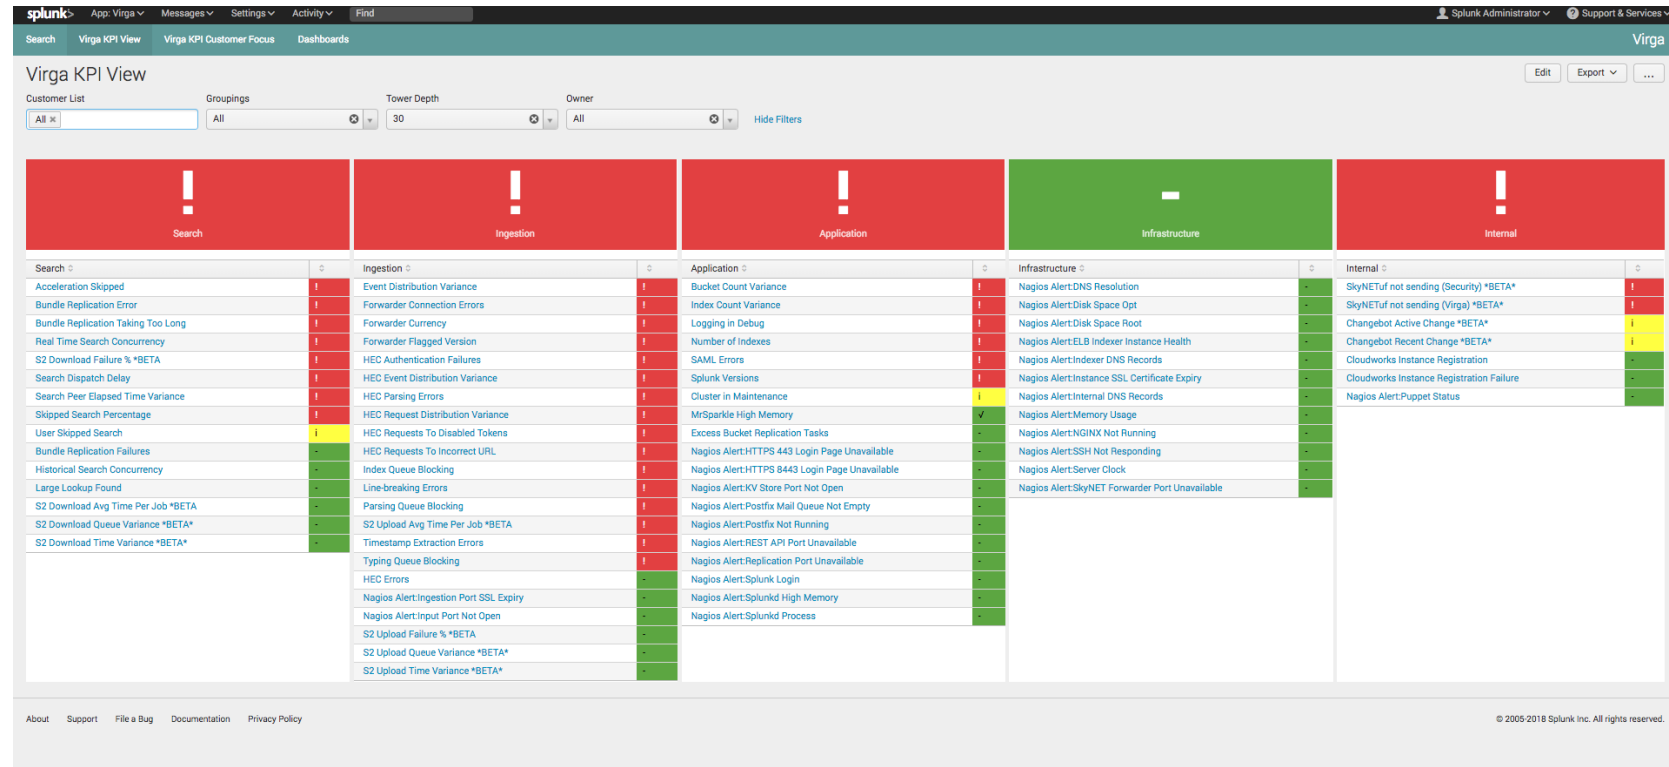 splunk> App: Virga Messages Settings Activity Find Splunk Administrator Support & Services
Search Virga KPI View Virga KPI Customer Focus Dashboards Virga
Virga KPI View Edit Export ...
Customer List Groupings Tower Depth Owner
All All 30 All Hide Filters
! ! ! - !
Search Ingestion Application Infrastructure Internal
Search
Acceleration Skipped !
Bundle Replication Error !
Bundle Replication Taking Too Long !
Real Time Search Concurrency !
S2 Download Failure % *BETA !
Search Dispatch Delay !
Search Peer Elapsed Time Variance !
Skipped Search Percentage !
User Skipped Search i
Bundle Replication Failures -
Historical Search Concurrency -
Large Lookup Found -
S2 Download Avg Time Per Job *BETA -
S2 Download Queue Variance *BETA* -
S2 Download Time Variance *BETA* -
Ingestion
Event Distribution Variance !
Forwarder Connection Errors !
Forwarder Currency !
Forwarder Flagged Version !
HEC Authentication Failures !
HEC Event Distribution Variance !
HEC Parsing Errors !
HEC Request Distribution Variance !
HEC Requests To Disabled Tokens !
HEC Requests To Incorrect URL !
Index Queue Blocking !
Line-breaking Errors !
Parsing Queue Blocking !
S2 Upload Avg Time Per Job *BETA !
Timestamp Extraction Errors !
Typing Queue Blocking !
HEC Errors -
Nagios Alert:Ingestion Port SSL Expiry -
Nagios Alert:Input Port Not Open -
S2 Upload Failure % *BETA -
S2 Upload Queue Variance *BETA* -
S2 Upload Time Variance *BETA* -
Application
Bucket Count Variance !
Index Count Variance !
Logging in Debug !
Number of Indexes !
SAML Errors !
Splunk Versions !
Cluster in Maintenance i
MrSparkle High Memory √
Excess Bucket Replication Tasks -
Nagios Alert:HTTPS 443 Login Page Unavailable -
Nagios Alert:HTTPS 8443 Login Page Unavailable -
Nagios Alert:KV Store Port Not Open -
Nagios Alert:Postfix Mail Queue Not Empty -
Nagios Alert:Postfix Not Running -
Nagios Alert:REST API Port Unavailable -
Nagios Alert:Replication Port Unavailable -
Nagios Alert:Splunk Login -
Nagios Alert:Splunkd High Memory -
Nagios Alert:Splunkd Process -
Infrastructure
Nagios Alert:DNS Resolution -
Nagios Alert:Disk Space Opt -
Nagios Alert:Disk Space Root -
Nagios Alert:ELB Indexer Instance Health -
Nagios Alert:Indexer DNS Records -
Nagios Alert:Instance SSL Certificate Expiry -
Nagios Alert:Internal DNS Records -
Nagios Alert:Memory Usage -
Nagios Alert:NGINX Not Running -
Nagios Alert:SSH Not Responding -
Nagios Alert:Server Clock -
Nagios Alert:SkyNET Forwarder Port Unavailable -
Internal
SkyNETuf not sending (Security) *BETA* !
SkyNETuf not sending (Virga) *BETA* !
Changebot Active Change *BETA* i
Changebot Recent Change *BETA* i
Cloudworks Instance Registration -
Cloudworks Instance Registration Failure -
Nagios Alert:Puppet Status -
About Support File a Bug Documentation Privacy Policy © 2005-2018 Splunk Inc. All rights reserved.